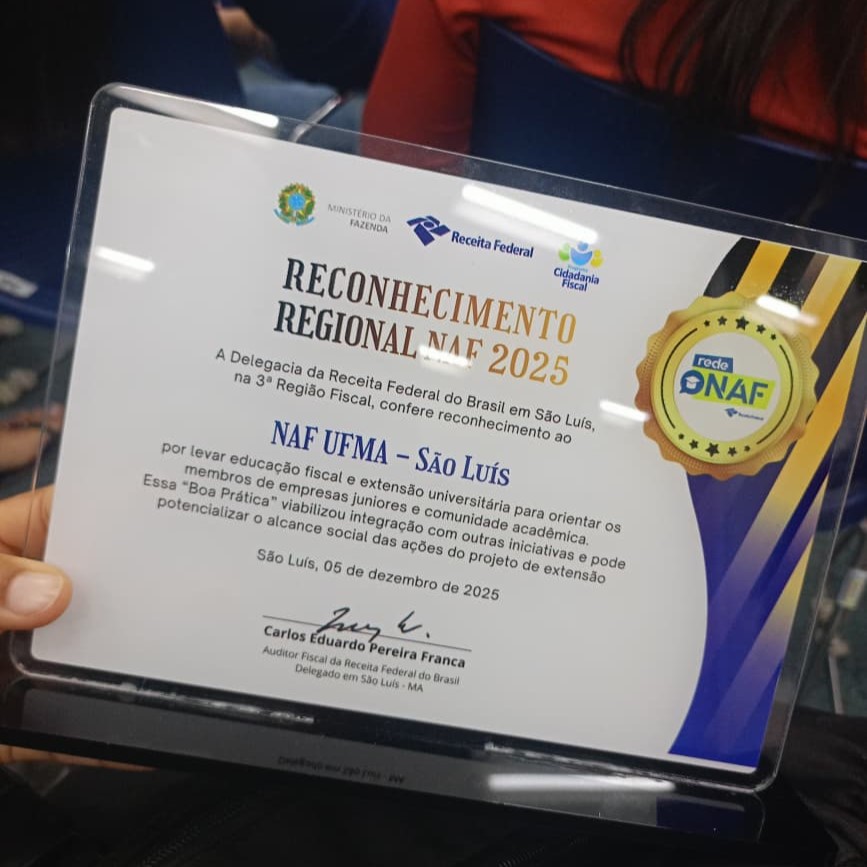 MINISTÉRIO DA
FAZENDA
Receita Federal
Cidadania
Fiscal
RECONHECIMENTO
REGIONAL NAF 2025
A Delegacia da Receita Federal do Brasil em São Luís,
na 3ª Região Fiscal, confere reconhecimento ao
NAF UFMA – São Luís
por levar educação fiscal e extensão universitária para orientar os
membros de empresas juniores e comunidade acadêmica.
Essa “Boa Prática” viabilizou integração com outras iniciativas e pode
potencializar o alcance social das ações do projeto de extensão
São Luís, 05 de dezembro de 2025
Carlos Eduardo Pereira Franca
Auditor Fiscal da Receita Federal do Brasil
Delegado em São Luís - MA
rede
NAF